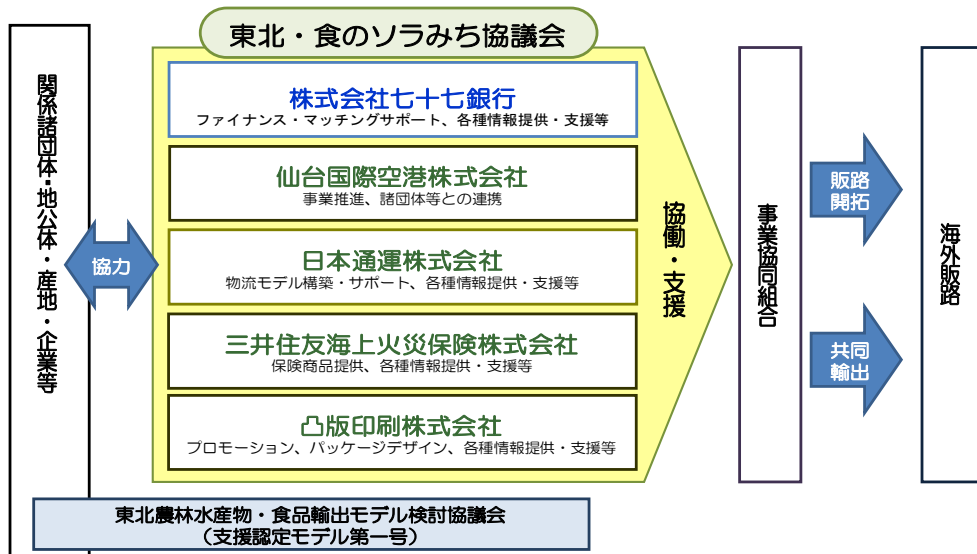 東北・食のソラみち協議会
関係諸団体・地公体・産地・企業等
協力
株式会社七十七銀行
ファイナンス・マッチングサポート、各種情報提供・支援等
仙台国際空港株式会社
事業推進、諸団体等との連携
日本通運株式会社
物流モデル構築・サポート、各種情報提供・支援等
三井住友海上火災保険株式会社
保険商品提供、各種情報提供・支援等
凸版印刷株式会社
プロモーション、パッケージデザイン、各種情報提供・支援等
協働・支援
事業協同組合
販路
開拓
共同
輸出
海外販路
東北農林水産物・食品輸出モデル検討協議会
（支援認定モデル第一号）